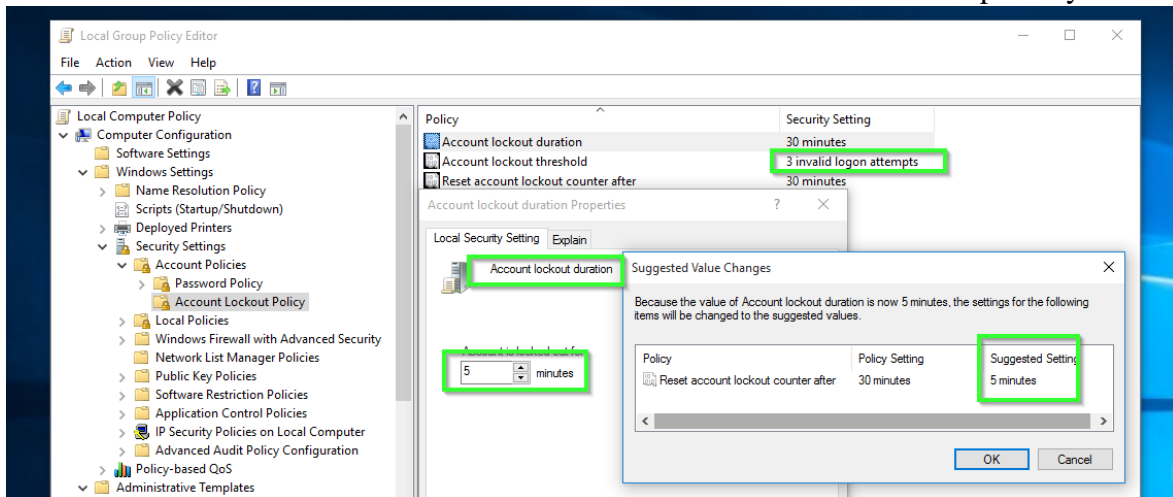 Local Group Policy Editor
File Action View Help
Local Computer Policy
Computer Configuration
Software Settings
Windows Settings
Name Resolution Policy
Scripts (Startup/Shutdown)
Deployed Printers
Security Settings
Account Policies
Password Policy
Account Lockout Policy
Local Policies
Windows Firewall with Advanced Security
Network List Manager Policies
Public Key Policies
Software Restriction Policies
Application Control Policies
IP Security Policies on Local Computer
Advanced Audit Policy Configuration
Policy-based QoS
Administrative Templates
Policy Security Setting
Account lockout duration 30 minutes
Account lockout threshold 3 invalid logon attempts
Reset account lockout counter after 30 minutes
Account lockout duration Properties ?
Local Security Setting Explain
Account lockout duration
Account is locked out for
5 minutes
Suggested Value Changes
Because the value of Account lockout duration is now 5 minutes, the settings for the following
items will be changed to the suggested values.
Policy Policy Setting Suggested Setting
Reset account lockout counter after 30 minutes 5 minutes
OK Cancel